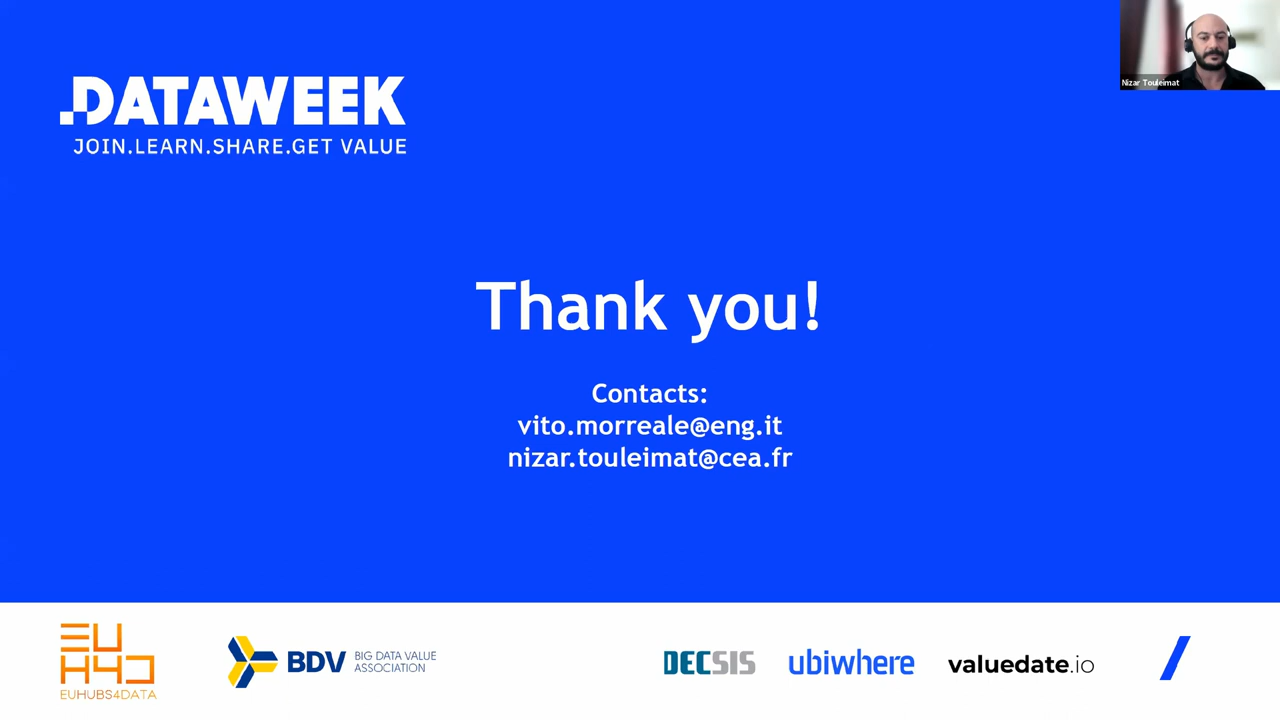 Nizar Touleimat
.DATAWEEK
JOIN.LEARN.SHARE.GET VALUE
Thank you!
Contacts:
vito.morreale@eng.it
nizar.touleimat@cea.fr
EU
H4D
EUHUBS4DATA
BDV BIG DATA VALUE
ASSOCIATION
DECSIS
ubiwhere
valuedate.io